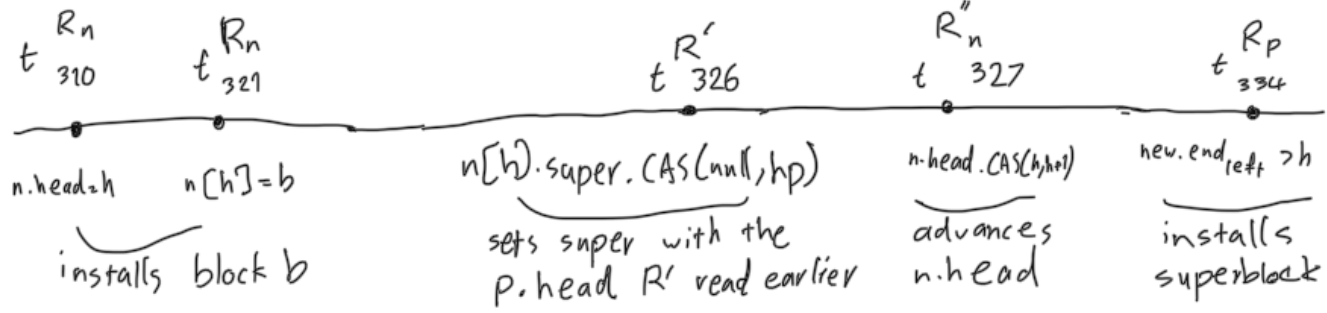 t R_n 310
t R_n 321
t R' 326
t R''_n 327
t R_p 334
n.head=h
n[h]=b
n[h].super.CAS(null,hp)
n.head.CAS(h,h+1)
new.end_left >h
installs block b
sets super with the
p.head R' read earlier
advances
n.head
installs
superblock